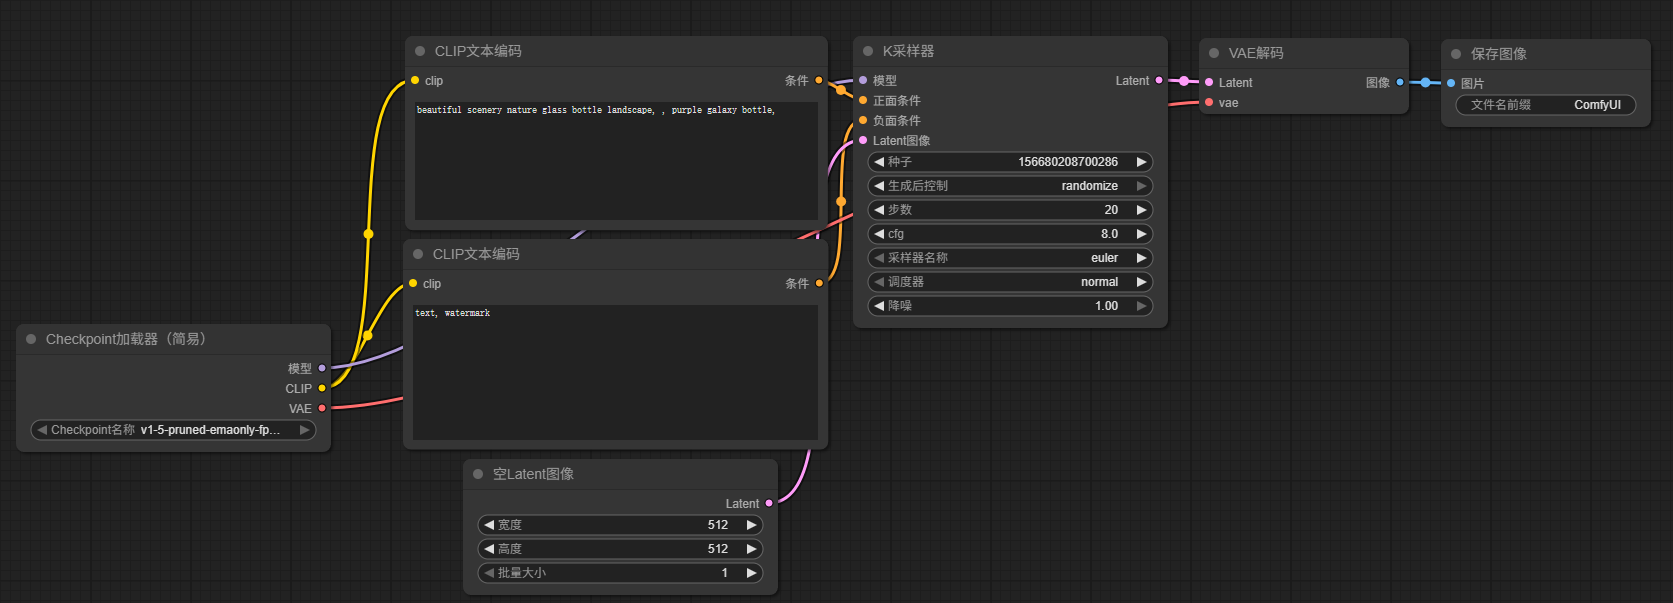 CLIP文本编码
clip
条件
beautiful scenery nature glass bottle landscape, , purple galaxy bottle,
CLIP文本编码
clip
条件
text, watermark
Checkpoint加载器（简易）
模型
CLIP
VAE
Checkpoint名称 v1-5-pruned-emaonly-fp...
空Latent图像
Latent
宽度 512
高度 512
批量大小 1
K采样器
模型
Latent
正面条件
负面条件
Latent图像
种子 156680208700286
生成后控制 randomize
步数 20
cfg 8.0
采样器名称 euler
调度器 normal
降噪 1.00
VAE解码
Latent
图像
vae
保存图像
图片
文件名前缀 ComfyUI